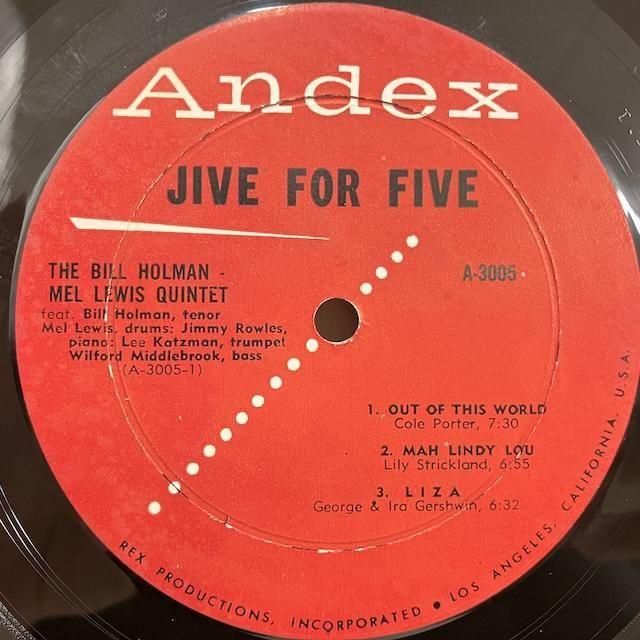 Andex
JIVE FOR FIVE
THE BILL HOLMAN -
MEL LEWIS QUINTET
feat. Bill Holman, tenor
Mel Lewis, drums: Jimmy Rowles,
piano: Lee Katzman, trumpet
Wilford Middlebrook, bass
(A-3005-1)
A-3005
1. OUT OF THIS WORLD
Cole Porter, 7:30
2. MAH LINDY LOU
Lily Strickland, 6:55
3. LIZA
George & Ira Gershwin, 6:32
REX PRODUCTIONS, INCORPORATED • LOS ANGELES, CALIFORNIA, U.S.A.